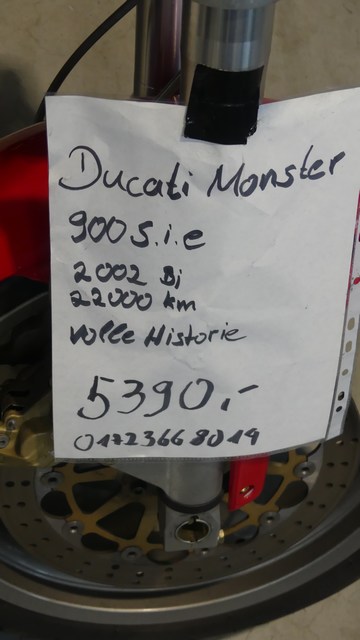 Ducati Monster
900 s.i.e
2002 Bj
22000 km
Volle Historie
5390,-
01723668019